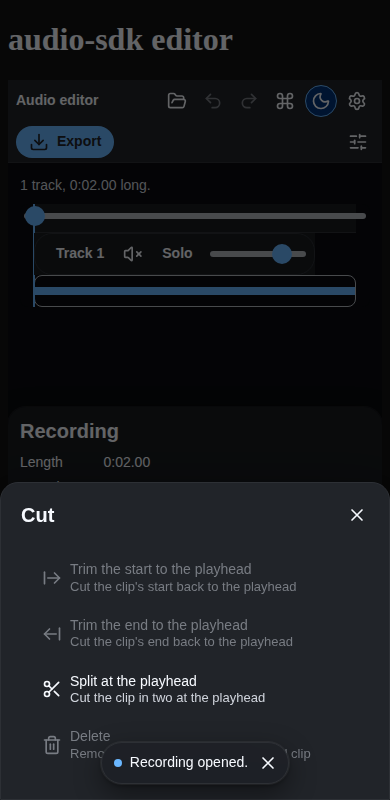 audio-sdk editor
Audio editor
Export
1 track, 0:02.00 long.
Track 1
Solo
Recording
Length 0:02.00
Cut
Trim the start to the playhead
Cut the clip's start back to the playhead
Trim the end to the playhead
Cut the clip's end back to the playhead
Split at the playhead
Cut the clip in two at the playhead
Delete
clip
Recording opened.